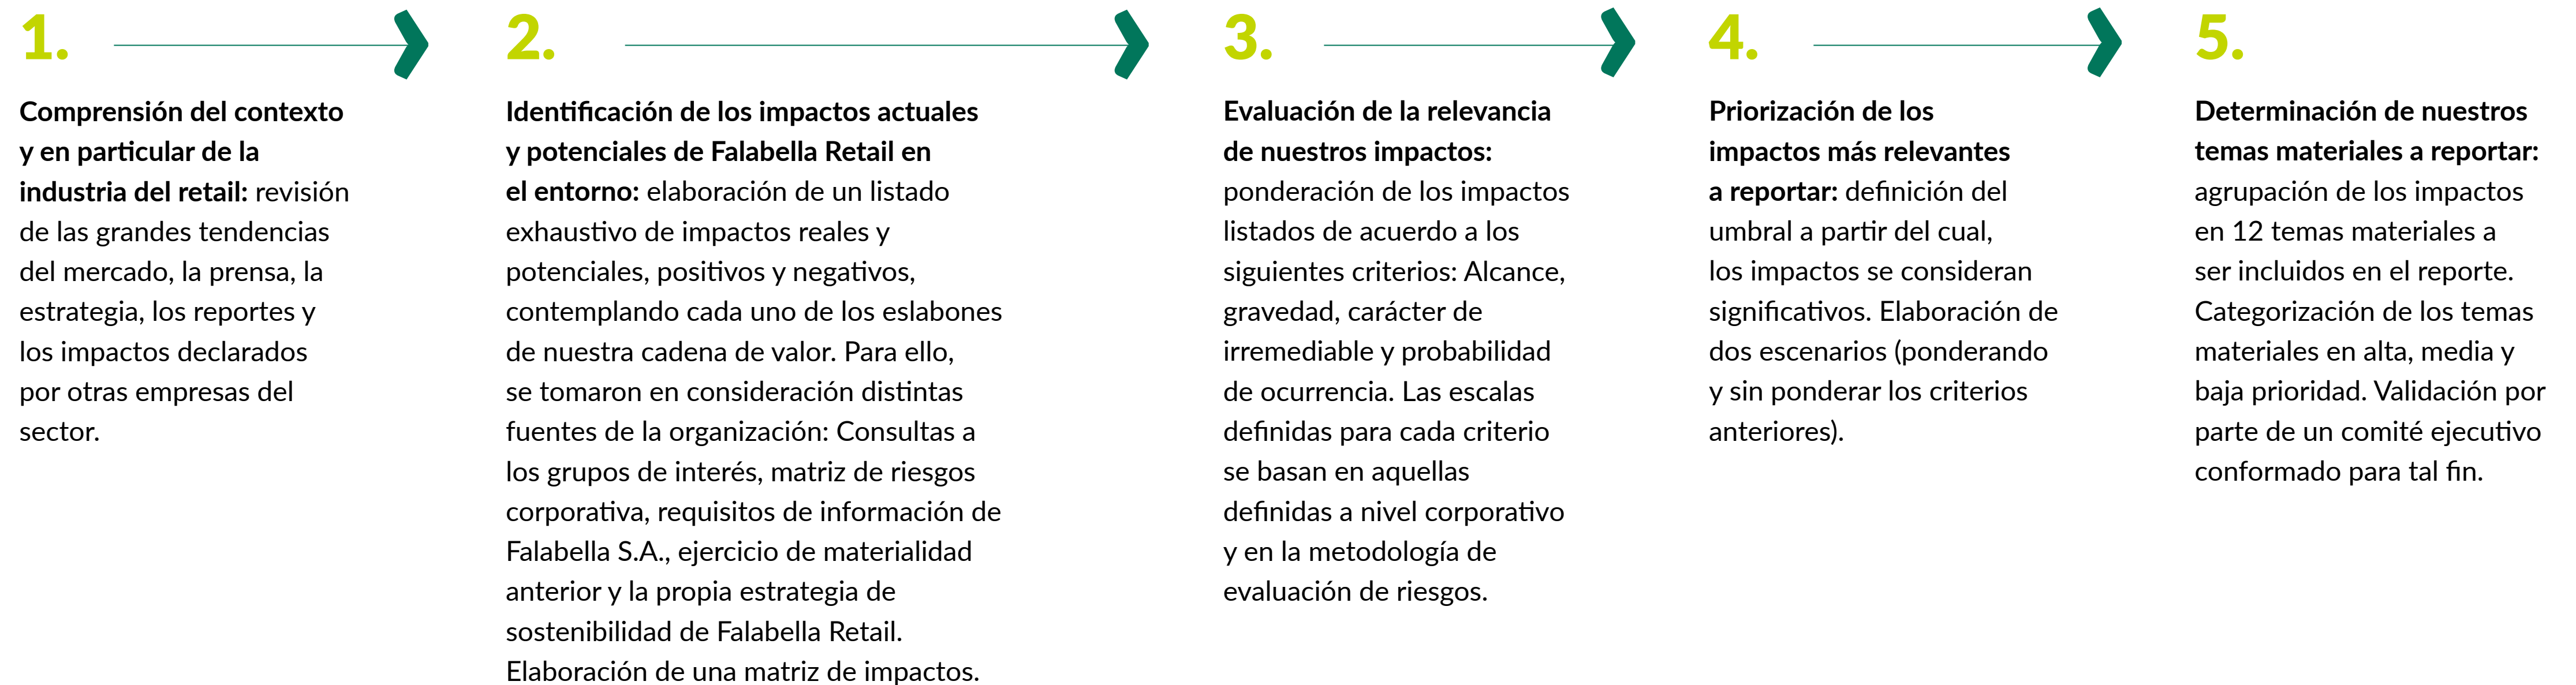 1.
Comprensión del contexto
y en particular de la
industria del retail: revisión
de las grandes tendencias
del mercado, la prensa, la
estrategia, los reportes y
los impactos declarados
por otras empresas del
sector.
2.
Identificación de los impactos actuales
y potenciales de Falabella Retail en
el entorno: elaboración de un listado
exhaustivo de impactos reales y
potenciales, positivos y negativos,
contemplando cada uno de los eslabones
de nuestra cadena de valor. Para ello,
se tomaron en consideración distintas
fuentes de la organización: Consultas a
los grupos de interés, matriz de riesgos
corporativa, requisitos de información de
Falabella S.A., ejercicio de materialidad
anterior y la propia estrategia de
sostenibilidad de Falabella Retail.
Elaboración de una matriz de impactos.
3.
Evaluación de la relevancia
de nuestros impactos:
ponderación de los impactos
listados de acuerdo a los
siguientes criterios: Alcance,
gravedad, carácter de
irremediable y probabilidad
de ocurrencia. Las escalas
definidas para cada criterio
se basan en aquellas
definidas a nivel corporativo
y en la metodología de
evaluación de riesgos.
4.
Priorización de los
impactos más relevantes
a reportar: definición del
umbral a partir del cual,
los impactos se consideran
significativos. Elaboración de
dos escenarios (ponderando
y sin ponderar los criterios
anteriores).
5.
Determinación de nuestros
temas materiales a reportar:
agrupación de los impactos
en 12 temas materiales a
ser incluidos en el reporte.
Categorización de los temas
materiales en alta, media y
baja prioridad. Validación por
parte de un comité ejecutivo
conformado para tal fin.